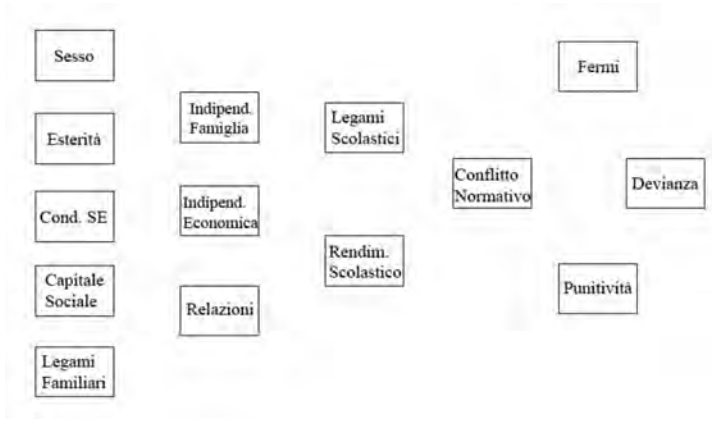 Sesso
Esterità
Cond. SE
Capitale
Sociale
Legami
Familiari
Indipend.
Famiglia
Indipend.
Economica
Relazioni
Legami
Scolastici
Rendim.
Scolastico
Conflitto
Normativo
Fermi
Punitività
Devianza